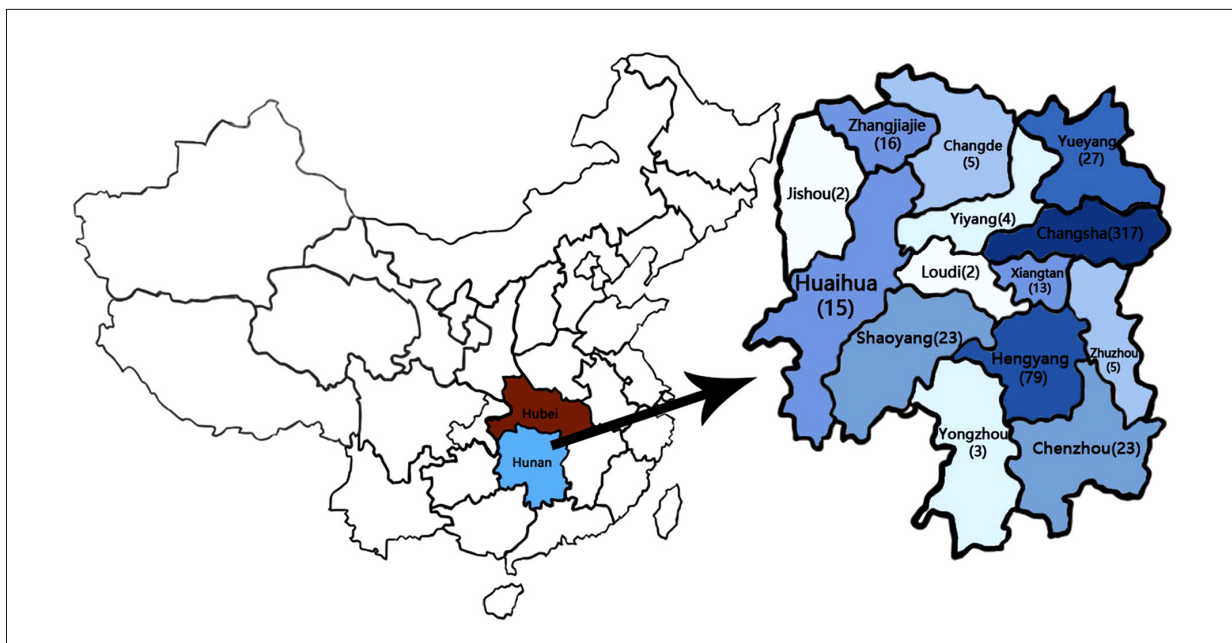 Hubei
Hunan
Zhangjiajie
(16)
Changde
(5)
Yueyang
(27)
Jishou(2)
Yiyang(4)
Changsha(317)
Huaihua
(15)
Loudi(2)
Xiangtan
(13)
Shaoyang(23)
Hengyang
(79)
Zhuzhou
(5)
Yongzhou
(3)
Chenzhou(23)